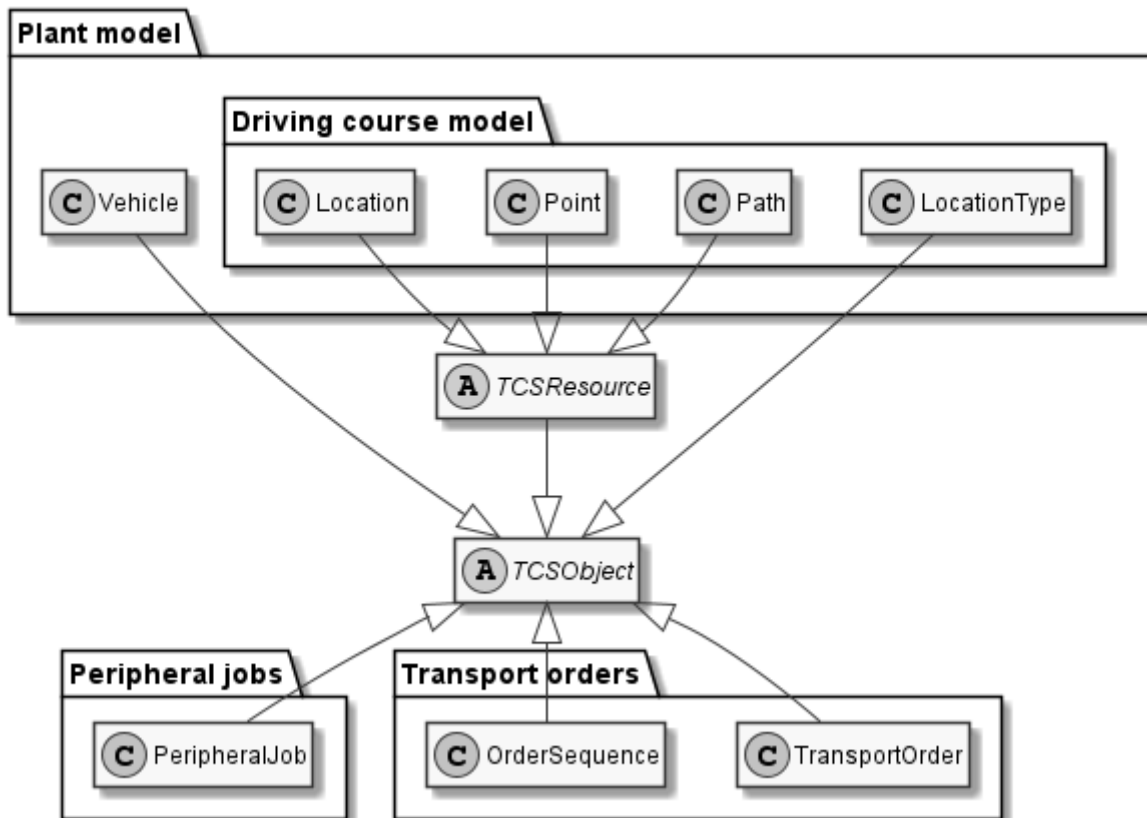 Plant model
Driving course model
C Vehicle
C Location
C Point
C Path
C LocationType
A TCSResource
A TCSObject
Peripheral jobs
Transport orders
C PeripheralJob
C OrderSequence
C TransportOrder